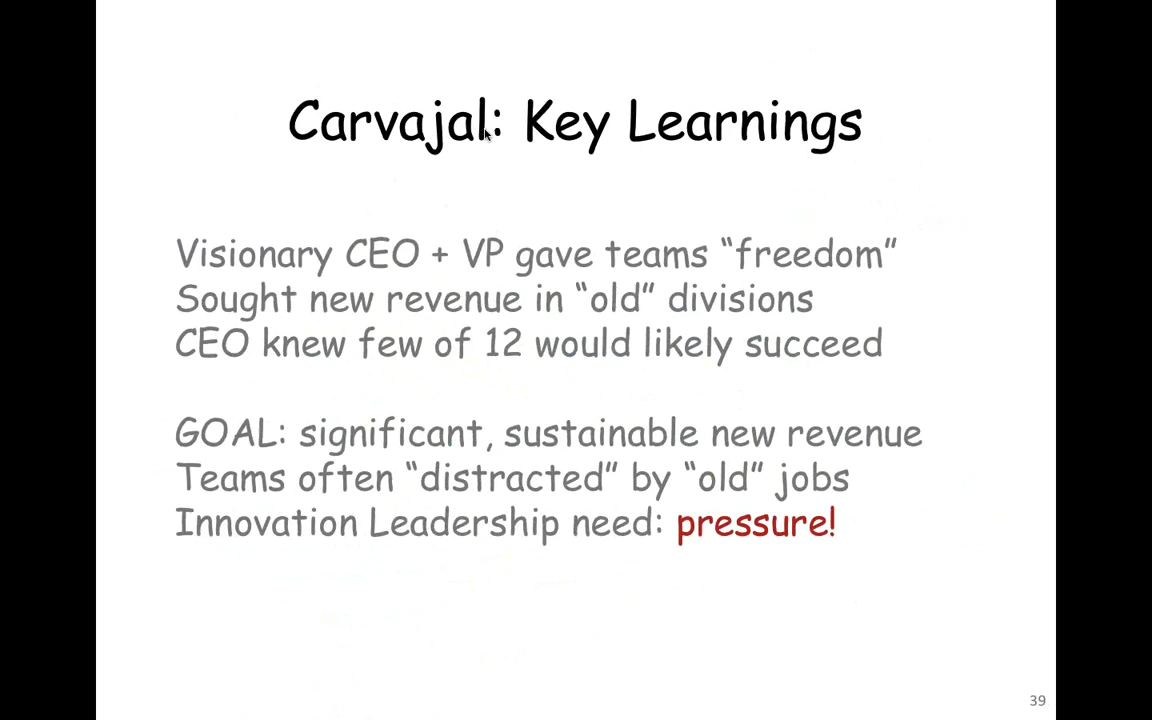 Carvajal: Key Learnings
Visionary CEO + VP gave teams “freedom”
Sought new revenue in “old” divisions
CEO knew few of 12 would likely succeed
GOAL: significant, sustainable new revenue
Teams often “distracted” by “old” jobs
Innovation Leadership need: pressure!
39